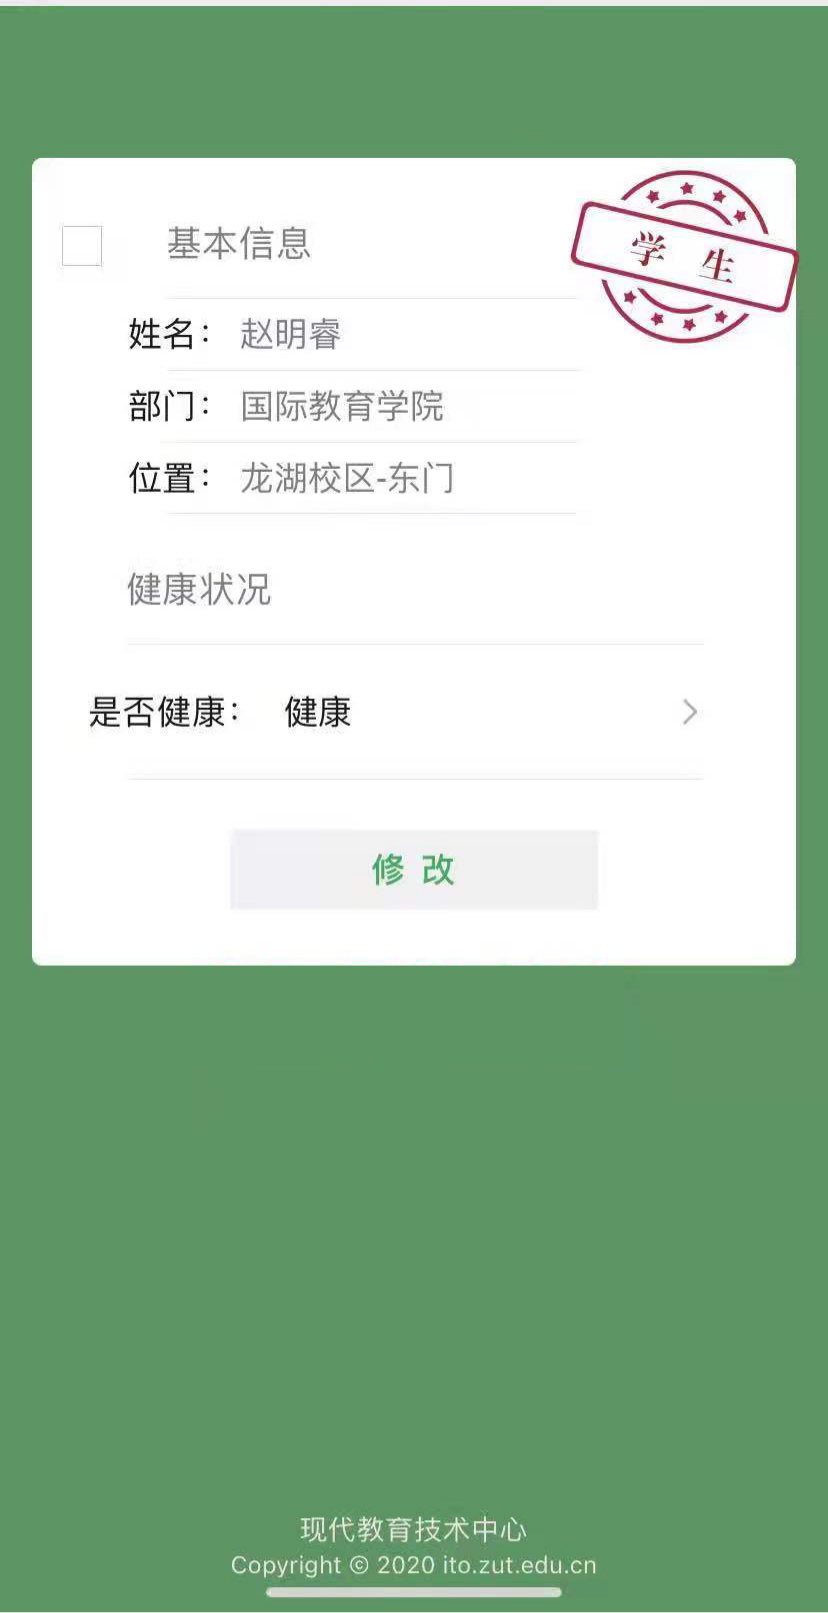 基本信息
学 生
姓名： 赵明睿
部门： 国际教育学院
位置： 龙湖校区-东门
健康状况
是否健康： 健康
修 改
现代教育技术中心
Copyright © 2020 ito.zut.edu.cn